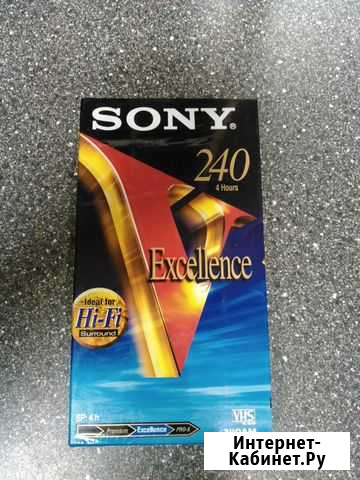 SONY®
240
4 Hours
Excellence
Ideal for
Hi-Fi
Surround
SP: 4h
Premium
Excellence
PRO-X
VHS
Интернет-
Кабинет.Ру